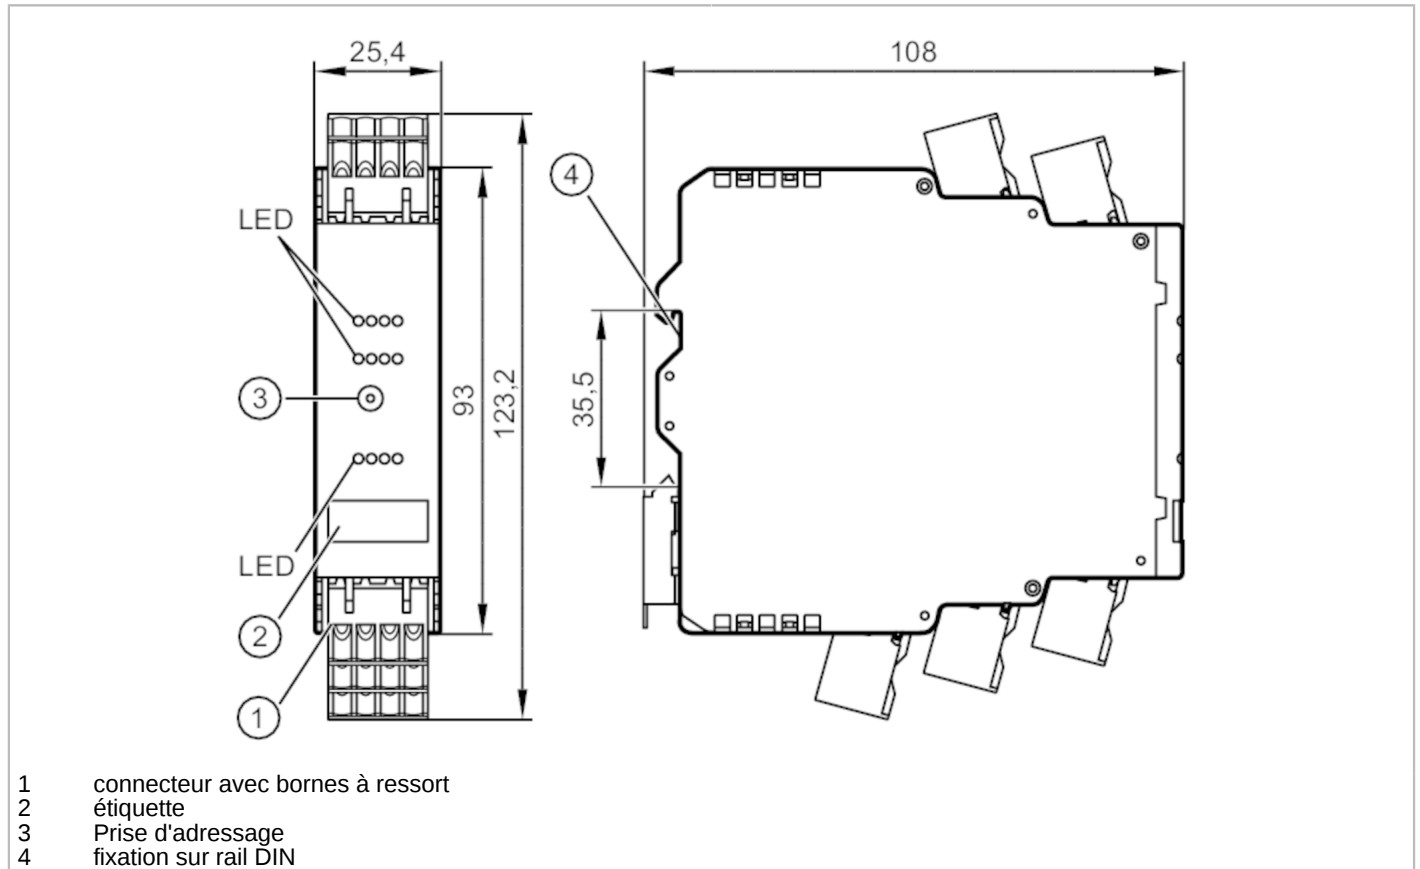 25,4
108
4
LED
3
93
123,2
35,5
LED
2
1
1 connecteur avec bornes à ressort
2 étiquette
3 Prise d'adressage
4 fixation sur rail DIN